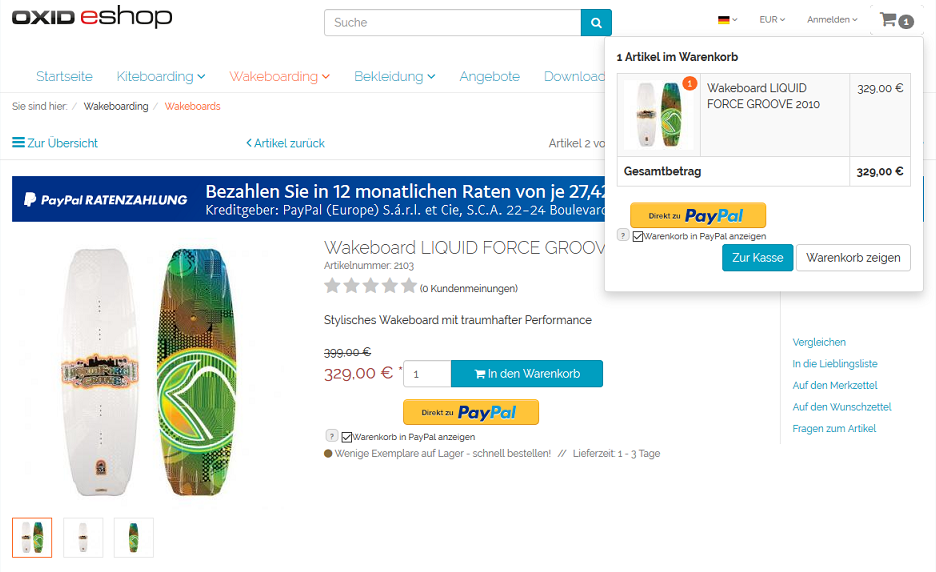 OXID eshop
Suche
EUR
Anmelden
1
Startseite
Kiteboarding
Wakeboarding
Bekleidung
Angebote
Download
1 Artikel im Warenkorb
1
Wakeboard LIQUID
FORCE GROOVE 2010
329,00 €
Gesamtbetrag
329,00 €
Direkt zu PayPal
?
Warenkorb in PayPal anzeigen
Zur Kasse
Warenkorb zeigen
Sie sind hier: / Wakeboarding / Wakeboards
Zur Übersicht
Artikel zurück
Artikel 2 vo
PayPal RATENZAHLUNG
Bezahlen Sie in 12 monatlichen Raten von je 27,42
Kreditgeber: PayPal (Europe) S.á.r.l. et Cie, S.C.A. 22-24 Boulevard
Wakeboard LIQUID FORCE GROOV
Artikelnummer: 2103
(0 Kundenmeinungen)
Stylisches Wakeboard mit traumhafter Performance
399,00 €
329,00 € *
1
In den Warenkorb
Direkt zu PayPal
?
Warenkorb in PayPal anzeigen
Wenige Exemplare auf Lager - schnell bestellen! // Lieferzeit: 1 - 3 Tage
Vergleichen
In die Lieblingsliste
Auf den Merkzettel
Auf den Wunschzettel
Fragen zum Artikel